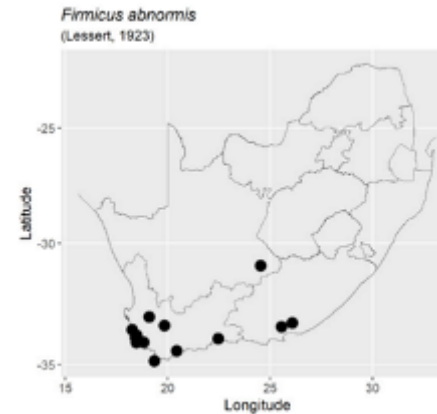 Firmicus abnormis
(Lessert, 1923)
-25-
Latitude
-30-
-35-
15
20
25
30
Longitude